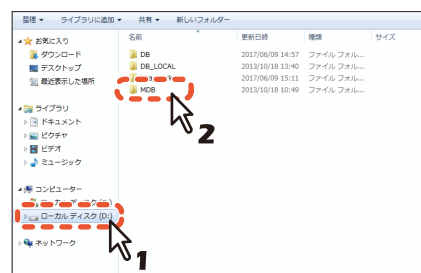 整理 ▼ ライブラリに追加 ▼ 共有 ▼ 新しいフォルダー
名前 更新日時 種類 サイズ
お気に入り
ダウンロード
デスクトップ
最近表示した場所
ライブラリ
ドキュメント
ピクチャ
ビデオ
ミュージック
コンピューター
ローカル ディスク (D:)
ネットワーク
DB 2017/06/09 14:57 ファイル フォル...
DB_LOCAL 2013/10/18 13:40 ファイル フォル...
2017/06/09 15:11 ファイル フォル...
MDB 2013/10/18 10:49 ファイル フォル...
2
1